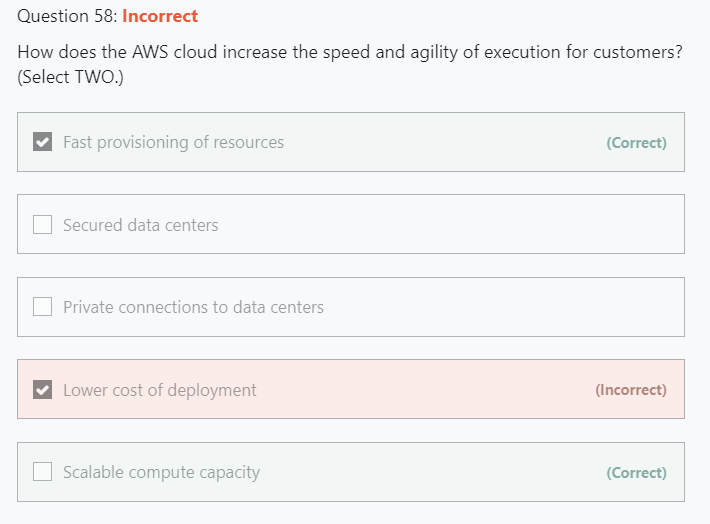 Question 58: Incorrect
How does the AWS cloud increase the speed and agility of execution for customers?
(Select TWO.)
Fast provisioning of resources (Correct)
Secured data centers
Private connections to data centers
Lower cost of deployment (Incorrect)
Scalable compute capacity (Correct)